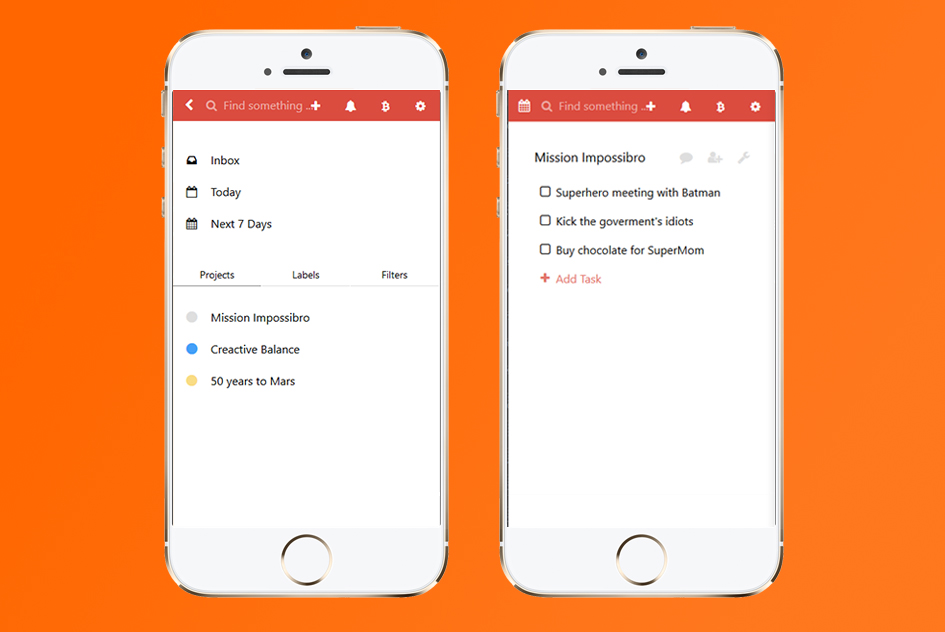 Find something ...
Inbox
Today
Next 7 Days
Projects Labels Filters
Mission Impossibro
Creactive Balance
50 years to Mars
Find something ...
Mission Impossibro
Superhero meeting with Batman
Kick the goverment's idiots
Buy chocolate for SuperMom
Add Task